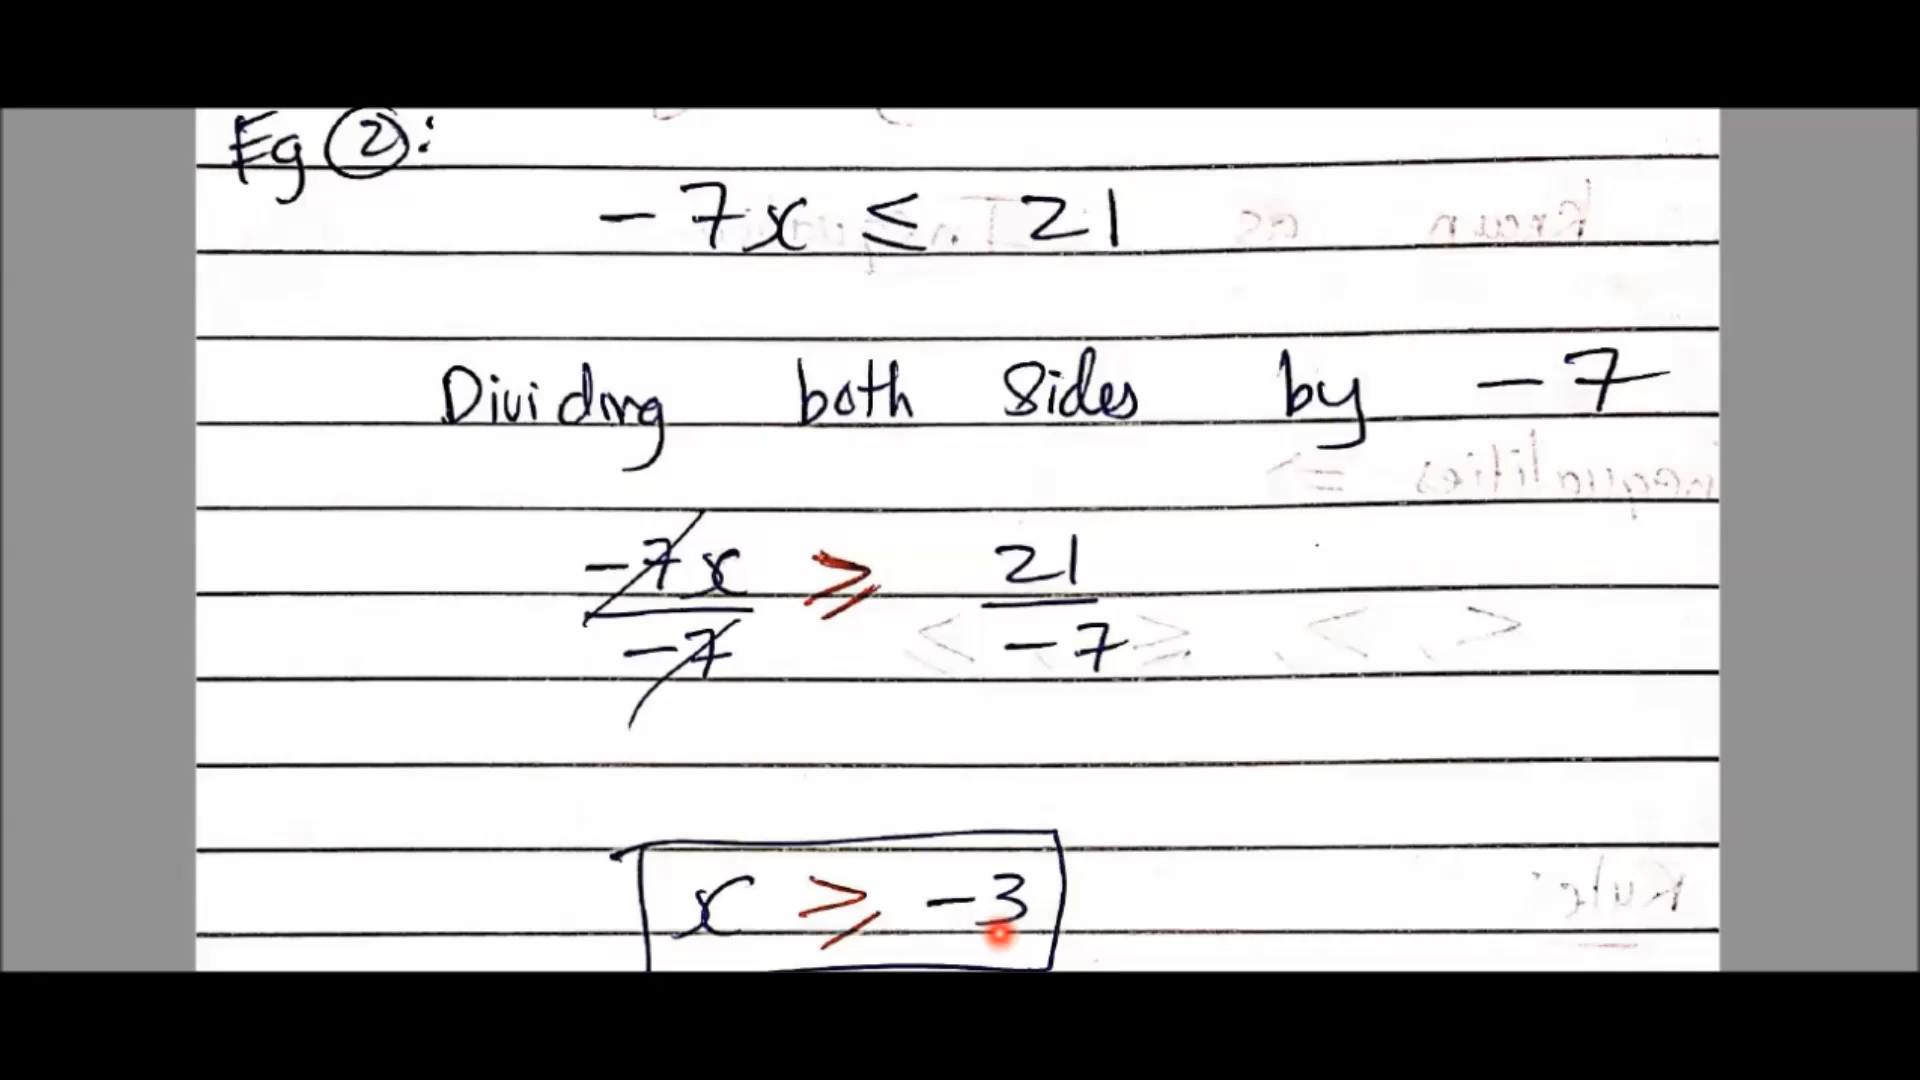 Eg ②:
-7x ≤ 21
Dividing both sides by -7
-7x/-7 ⩾ 21/-7
x ⩾ -3